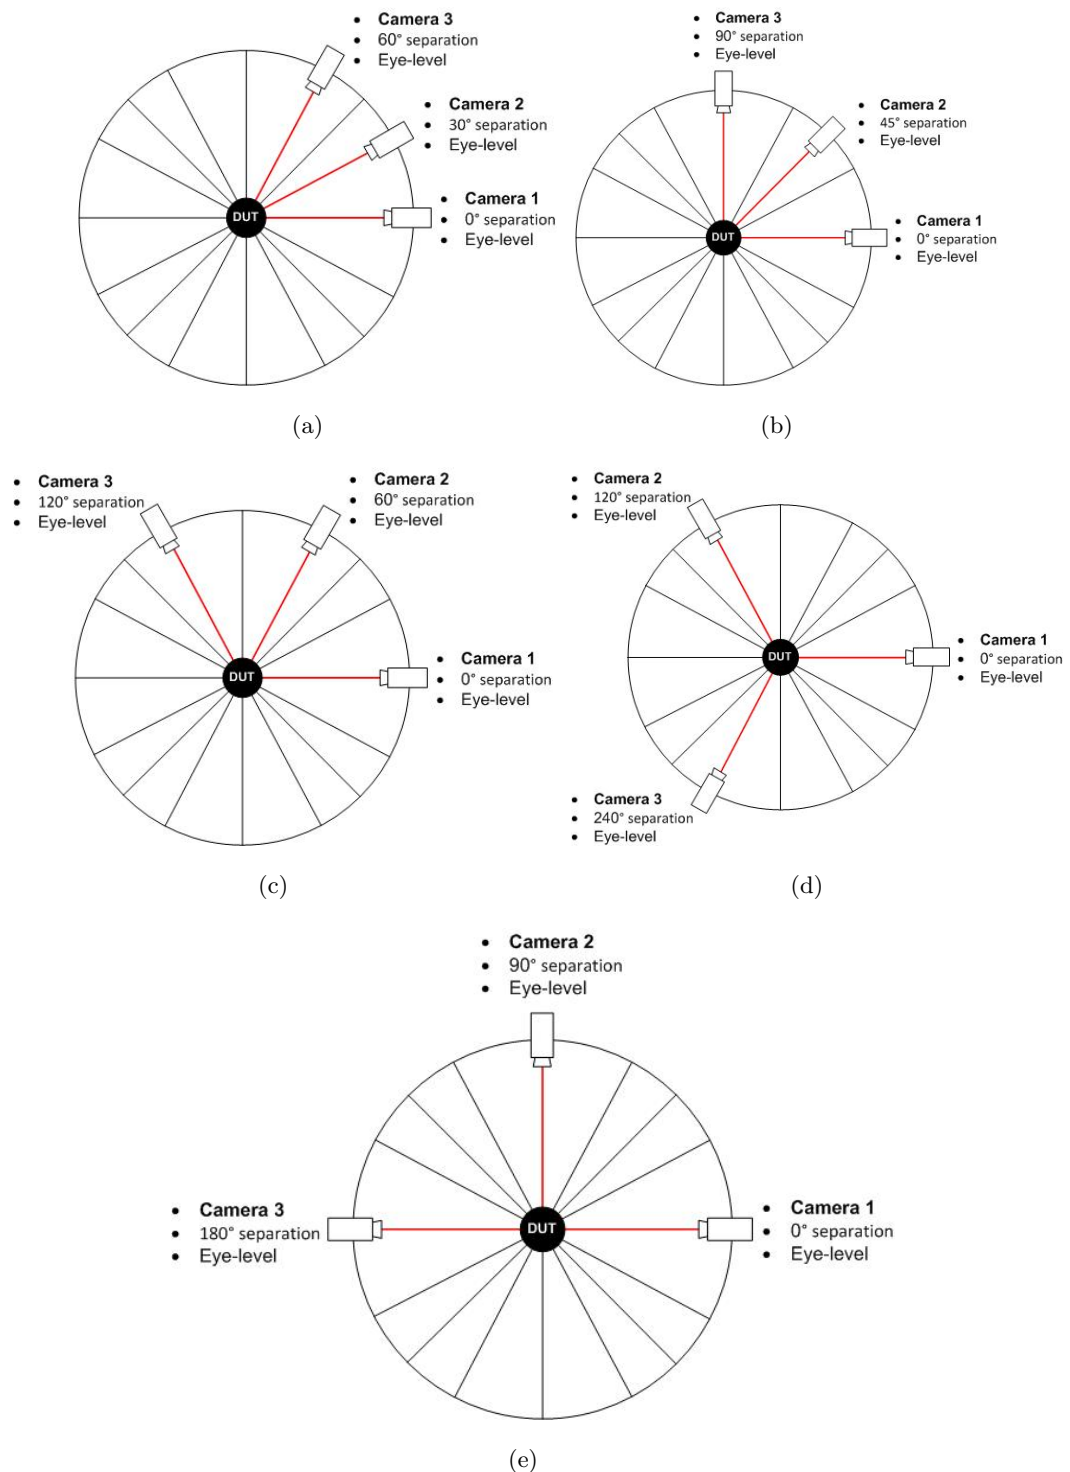 • Camera 3
• 60° separation
• Eye-level
• Camera 2
• 30° separation
• Eye-level
• Camera 1
• 0° separation
• Eye-level
DUT
(a)
• Camera 3
• 90° separation
• Eye-level
• Camera 2
• 45° separation
• Eye-level
• Camera 1
• 0° separation
• Eye-level
DUT
(b)
• Camera 3
• 120° separation
• Eye-level
• Camera 2
• 60° separation
• Eye-level
• Camera 1
• 0° separation
• Eye-level
DUT
(c)
• Camera 2
• 120° separation
• Eye-level
• Camera 1
• 0° separation
• Eye-level
DUT
• Camera 3
• 240° separation
• Eye-level
(d)
• Camera 2
• 90° separation
• Eye-level
• Camera 3
• 180° separation
• Eye-level
DUT
• Camera 1
• 0° separation
• Eye-level
(e)